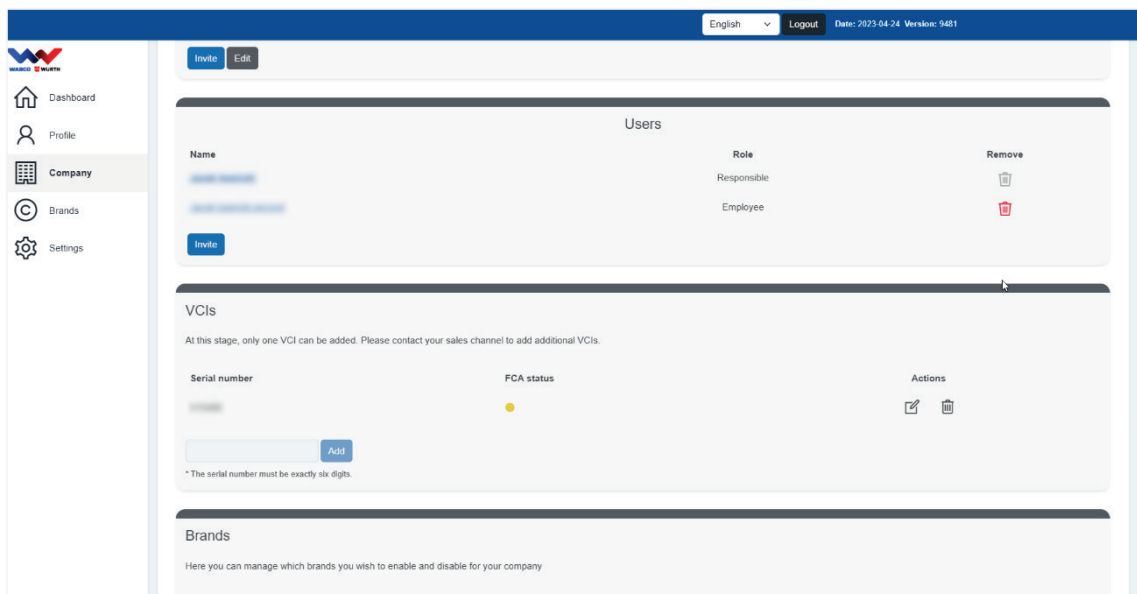 English Logout Date: 2023-04-24 Version: 9481
WABCO WURTH
Invite Edit
Dashboard
Profile
Company
Brands
Settings
Users
Name Role Remove
Responsible
Employee
Invite
VCIs
At this stage, only one VCI can be added. Please contact your sales channel to add additional VCIs.
Serial number FCA status Actions
Add
* The serial number must be exactly six digits.
Brands
Here you can manage which brands you wish to enable and disable for your company